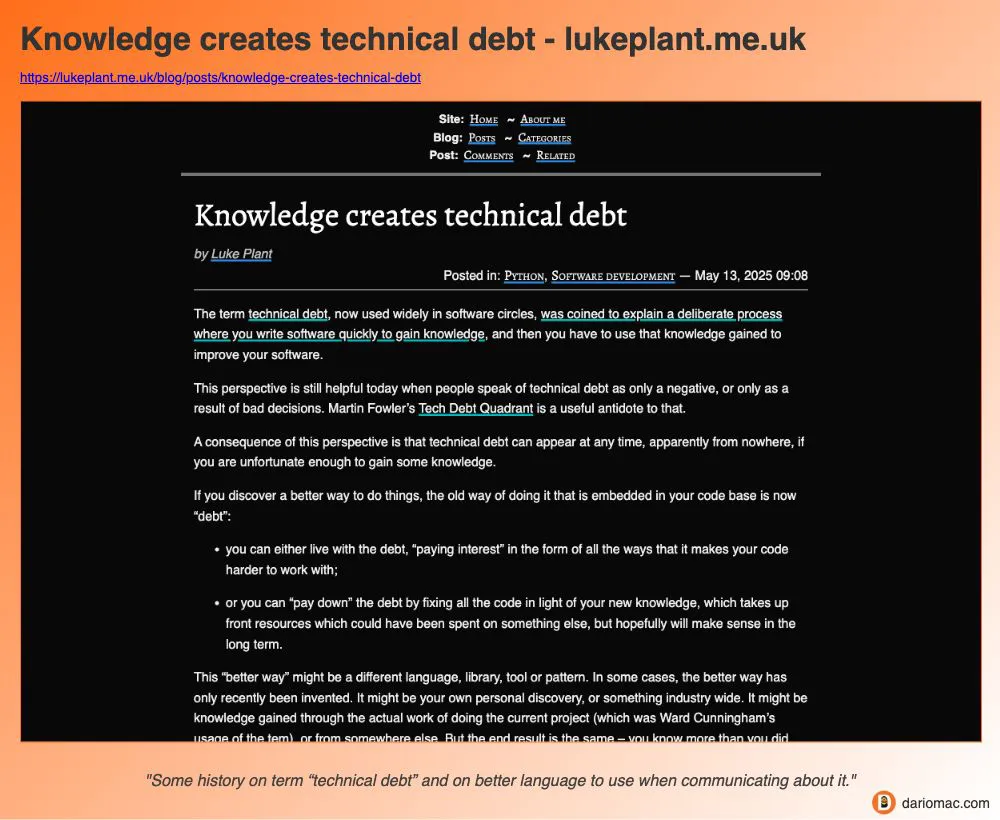 Knowledge creates technical debt - lukeplant.me.uk
https://lukeplant.me.uk/blog/posts/knowledge-creates-technical-debt
Site: Home ~ About me
Blog: Posts ~ Categories
Post: Comments ~ Related
Knowledge creates technical debt
by Luke Plant
Posted in: Python, Software development — May 13, 2025 09:08
The term technical debt, now used widely in software circles, was coined to explain a deliberate process
where you write software quickly to gain knowledge, and then you have to use that knowledge gained to
improve your software.
This perspective is still helpful today when people speak of technical debt as only a negative, or only as a
result of bad decisions. Martin Fowler’s Tech Debt Quadrant is a useful antidote to that.
A consequence of this perspective is that technical debt can appear at any time, apparently from nowhere, if
you are unfortunate enough to gain some knowledge.
If you discover a better way to do things, the old way of doing it that is embedded in your code base is now
“debt”:
• you can either live with the debt, “paying interest” in the form of all the ways that it makes your code
harder to work with;
• or you can “pay down” the debt by fixing all the code in light of your new knowledge, which takes up
front resources which could have been spent on something else, but hopefully will make sense in the
long term.
This “better way” might be a different language, library, tool or pattern. In some cases, the better way has
only recently been invented. It might be your own personal discovery, or something industry wide. It might be
knowledge gained through the actual work of doing the current project (which was Ward Cunningham’s
usage of the tem), or from somewhere else. But the end result is the same – you know more than you did
"Some history on term “technical debt” and on better language to use when communicating about it."
dariomac.com